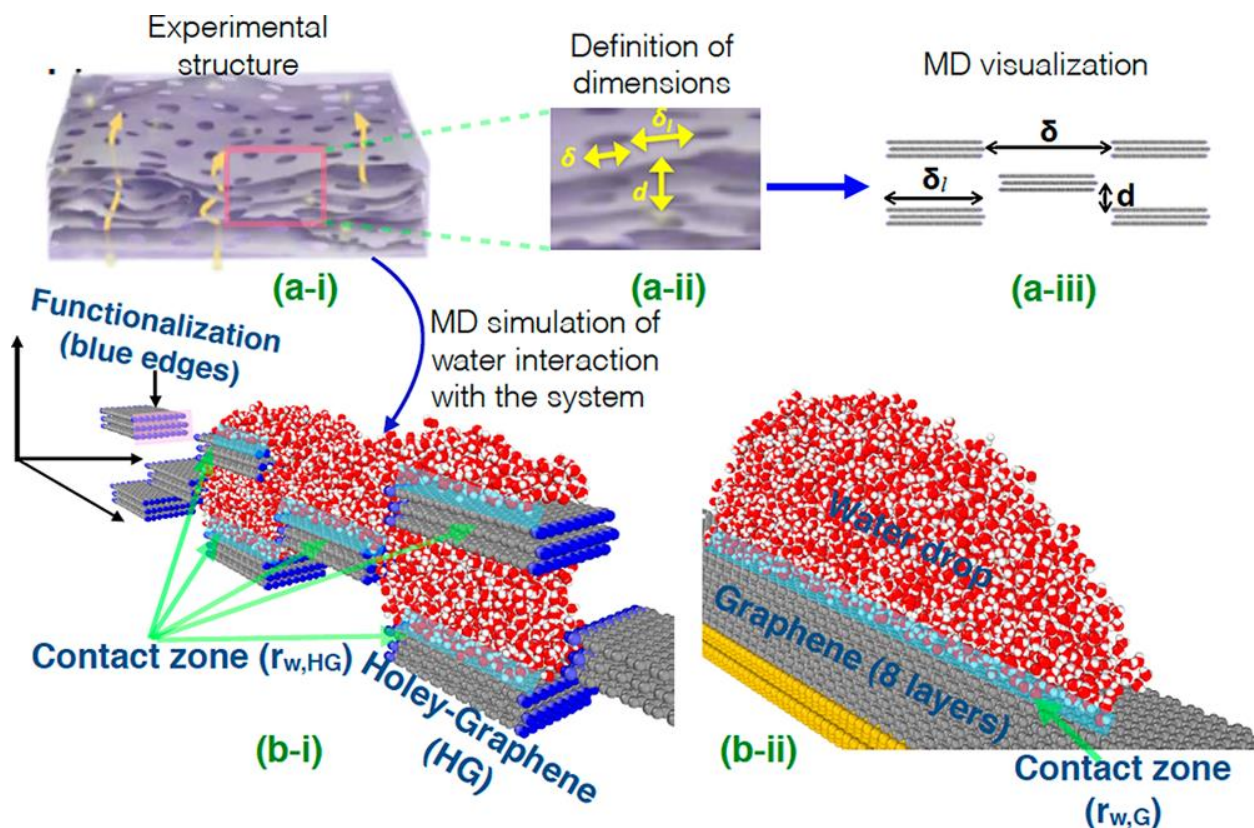 Experimental
structure
Definition of
dimensions
MD visualization
δ
δl
d
δ
δl
d
(a-i)
(a-ii)
(a-iii)
Functionalization
(blue edges)
MD simulation of
water interaction
with the system
Water drop
Graphene (8 layers)
Contact zone (rw,HG)
Holey-Graphene
(HG)
(b-i)
(b-ii)
Contact zone
(rw,G)